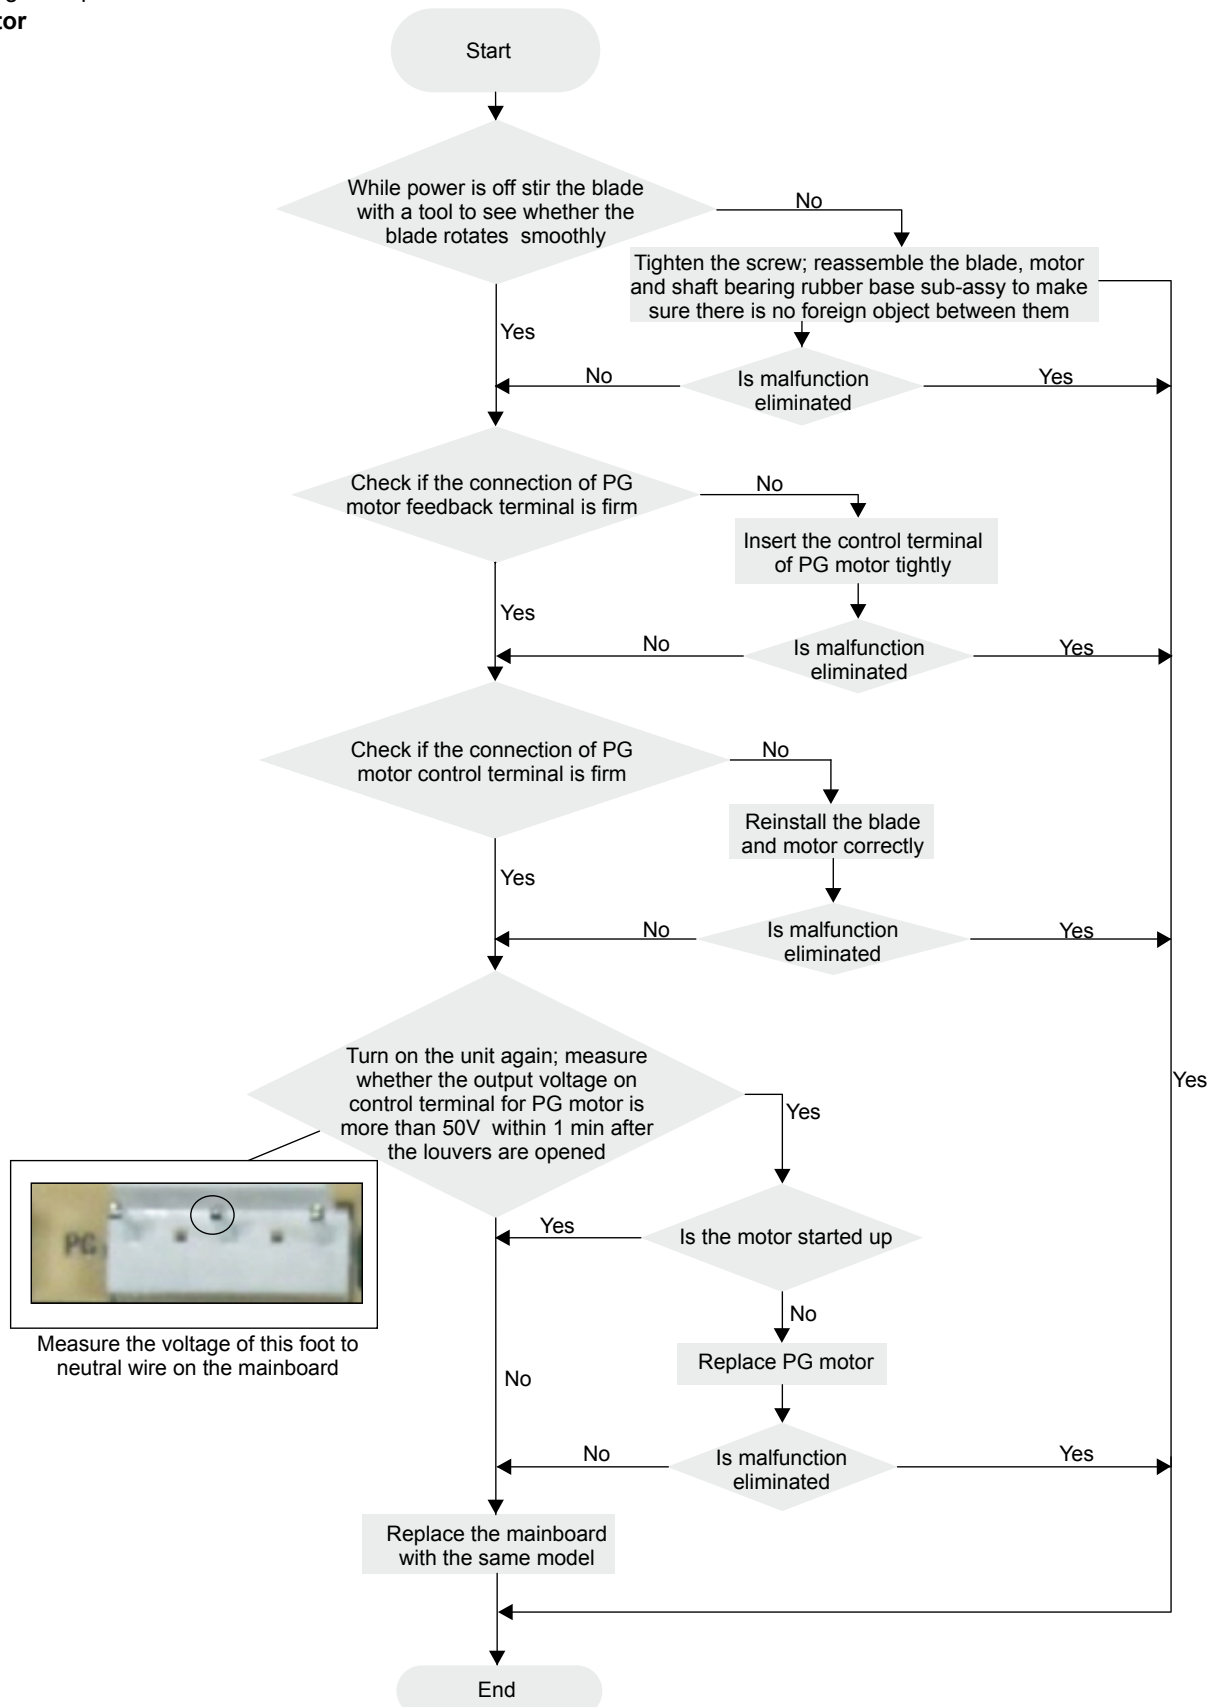 tor
Start
While power is off stir the blade
with a tool to see whether the
blade rotates smoothly
No
Tighten the screw; reassemble the blade, motor
and shaft bearing rubber base sub-assy to make
sure there is no foreign object between them
Yes
No
Is malfunction
eliminated
Yes
Check if the connection of PG
motor feedback terminal is firm
No
Insert the control terminal
of PG motor tightly
Yes
No
Is malfunction
eliminated
Yes
Check if the connection of PG
motor control terminal is firm
No
Reinstall the blade
and motor correctly
Yes
No
Is malfunction
eliminated
Yes
Turn on the unit again; measure
whether the output voltage on
control terminal for PG motor is
more than 50V within 1 min after
the louvers are opened
Yes
Yes
PG
Measure the voltage of this foot to
neutral wire on the mainboard
Yes
Is the motor started up
No
Replace PG motor
No
No
Is malfunction
eliminated
Yes
Replace the mainboard
with the same model
End